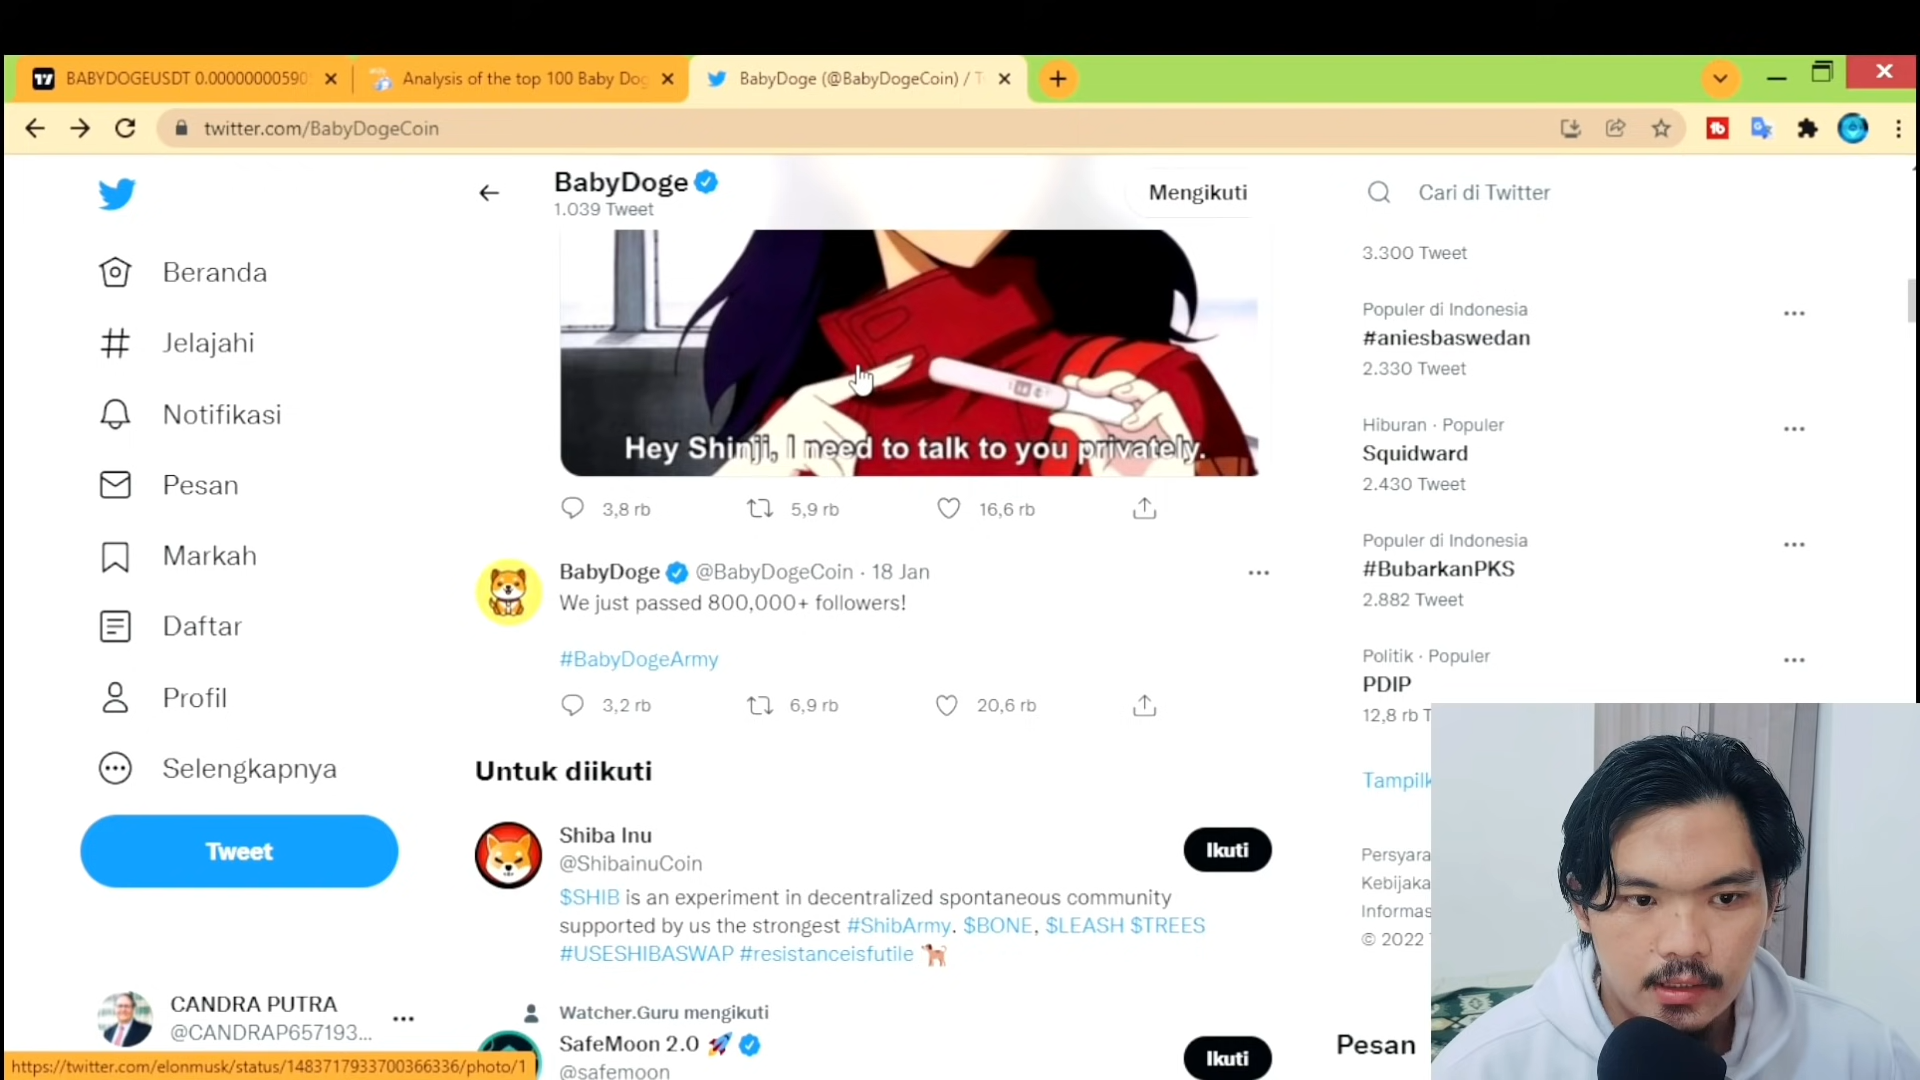 BABYDOGEUSDT 0.000000000590
Analysis of the top 100 Baby Dog
BabyDoge (@BabyDogeCoin) / T
twitter.com/BabyDogeCoin
BabyDoge
1.039 Tweet
Mengikuti
Cari di Twitter
Beranda
Jelajahi
Notifikasi
Pesan
Markah
Daftar
Profil
Selengkapnya
Tweet
CANDRA PUTRA
@CANDRAP657193...
https://twitter.com/elonmusk/status/1483717933700366336/photo/1
Hey Shinji, I need to talk to you privately.
3,8 rb
5,9 rb
16,6 rb
BabyDoge @BabyDogeCoin · 18 Jan
We just passed 800,000+ followers!
#BabyDogeArmy
3,2 rb
6,9 rb
20,6 rb
Untuk diikuti
Shiba Inu
@ShibainuCoin
Ikuti
$SHIB is an experiment in decentralized spontaneous community
supported by us the strongest #ShibArmy. $BONE, $LEASH $TREES
#USESHIBASWAP #resistanceisfutile
Watcher.Guru mengikuti
SafeMoon 2.0
@safemoon
Ikuti
3.300 Tweet
Populer di Indonesia
#aniesbaswedan
2.330 Tweet
Hiburan · Populer
Squidward
2.430 Tweet
Populer di Indonesia
#BubarkanPKS
2.882 Tweet
Politik · Populer
PDIP
12,8 rb T
Tampilk
Persyara
Kebijaka
Informas
© 2022
Pesan